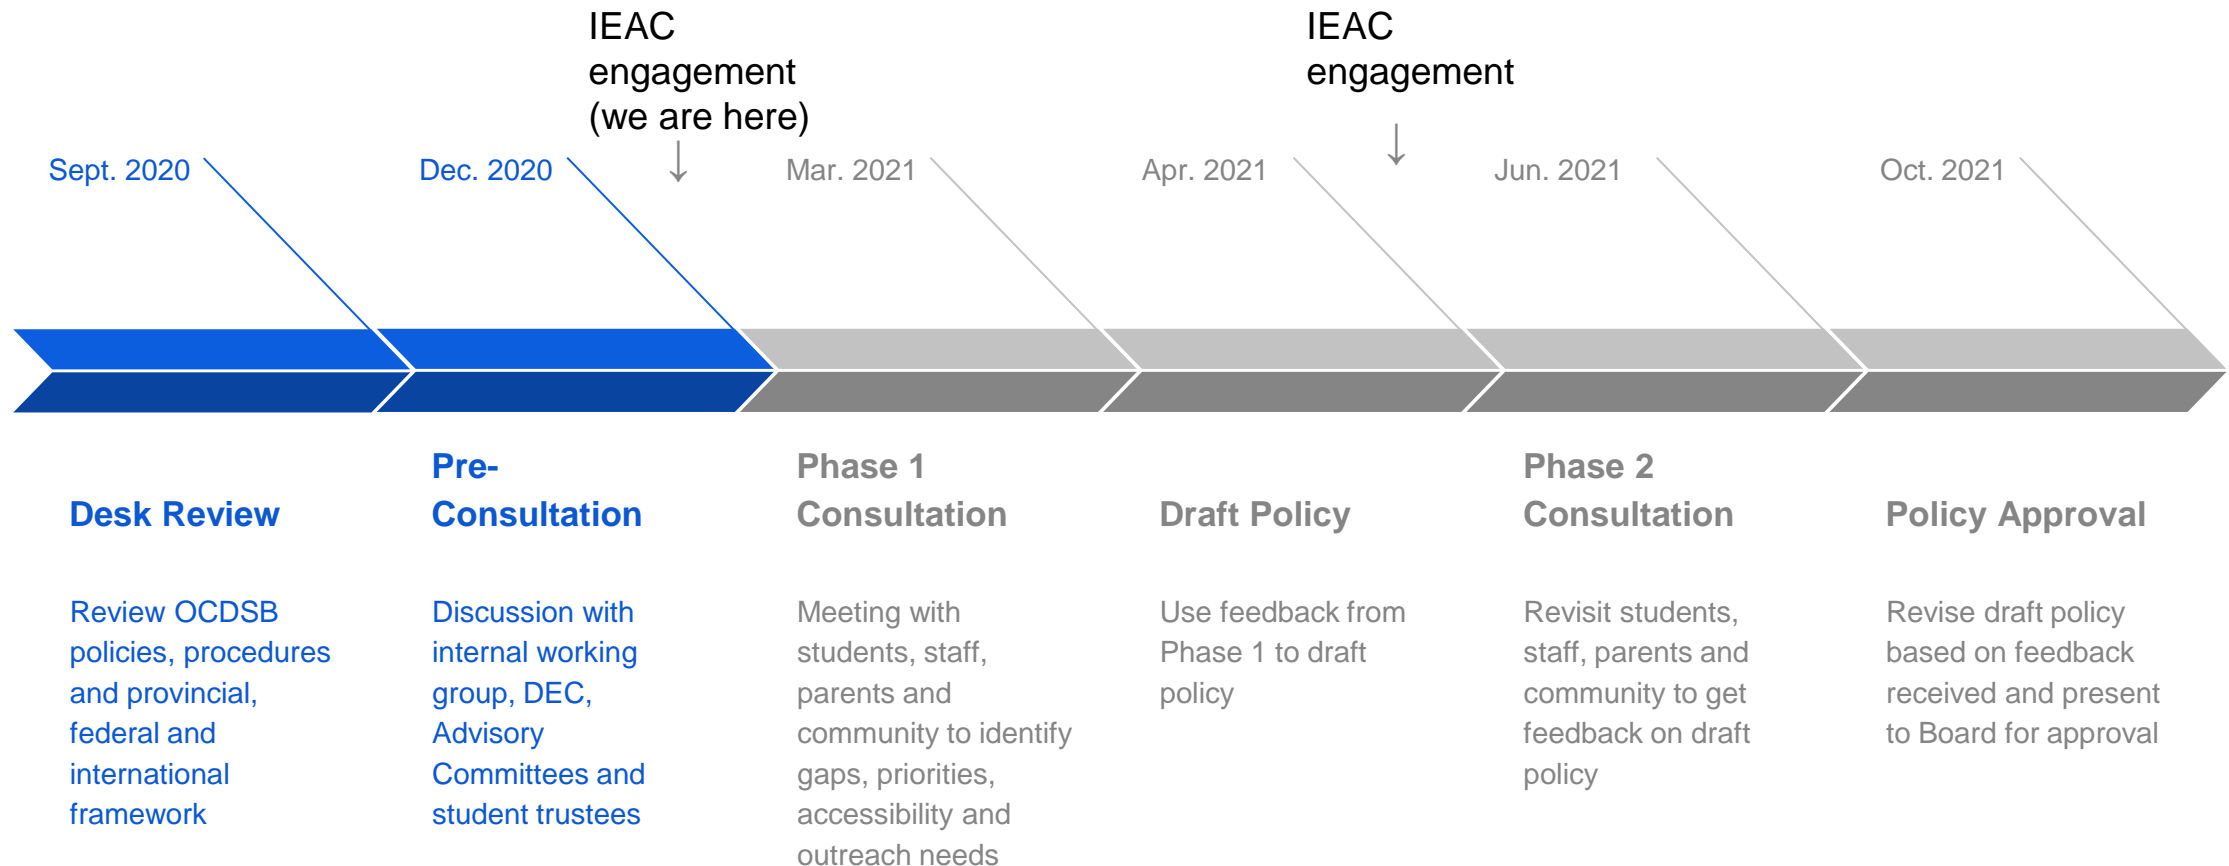 IEAC
engagement
(we are here)
IEAC
engagement
↓
↓
Sept. 2020
Dec. 2020
Mar. 2021
Apr. 2021
Jun. 2021
Oct. 2021
Desk Review
Review OCDSB
policies, procedures
and provincial,
federal and
international
framework
Pre-
Consultation
Discussion with
internal working
group, DEC,
Advisory
Committees and
student trustees
Phase 1
Consultation
Meeting with
students, staff,
parents and
community to identify
gaps, priorities,
accessibility and
outreach needs
Draft Policy
Use feedback from
Phase 1 to draft
policy
Phase 2
Consultation
Revisit students,
staff, parents and
community to get
feedback on draft
policy
Policy Approval
Revise draft policy
based on feedback
received and present
to Board for approval